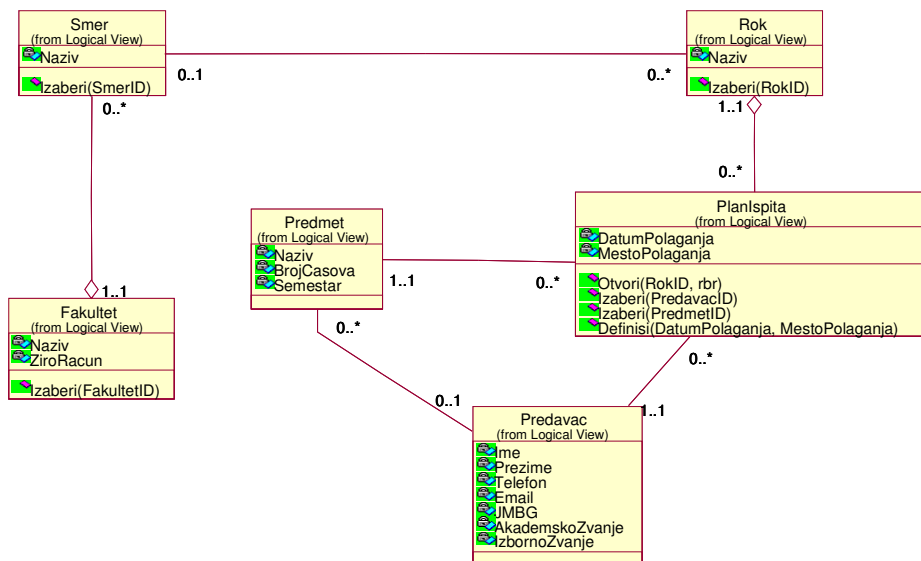 Smer
(from Logical View)
Naziv
Izaberi(SmerID)
0..1
0..*
0..*
Rok
(from Logical View)
Naziv
Izaberi(RokID)
1..1
0..*
Predmet
(from Logical View)
Naziv
BrojCasova
Semestar
1..1
0..*
0..*
PlanIspita
(from Logical View)
DatumPolaganja
MestoPolaganja
Otvori(RokID, rbr)
Izaberi(PredavacID)
Izaberi(PredmetID)
Definisi(DatumPolaganja, MestoPolaganja)
0..*
1..1
1..1
Fakultet
(from Logical View)
Naziv
ZiroRacun
Izaberi(FakultetID)
0..1
Predavac
(from Logical View)
Ime
Prezime
Telefon
Email
JMBG
AkademskoZvanje
IzbornoZvanje